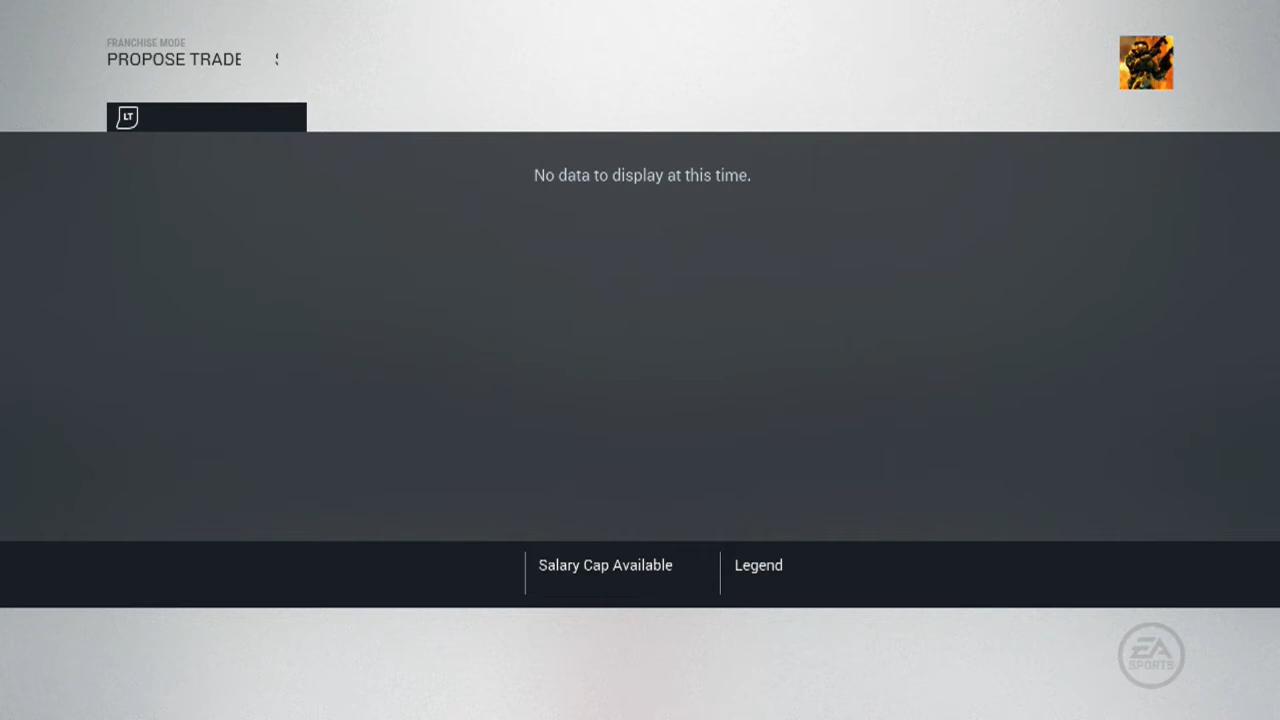 FRANCHISE MODE
PROPOSE TRADE
LT
No data to display at this time.
Salary Cap Available
Legend
EA
SPORTS